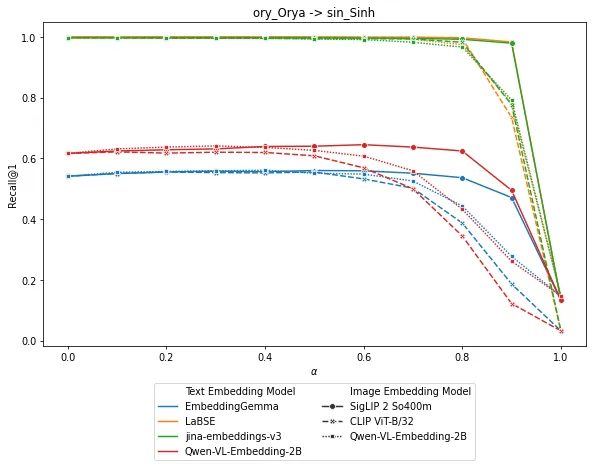 ory_Orya -> sin_Sinh
1.0
0.8
0.6
0.4
0.2
0.0
Recall@1
0.0 0.2 0.4 0.6 0.8 1.0
α
Text Embedding Model Image Embedding Model
EmbeddingGemma SigLIP 2 So400m
LaBSE CLIP ViT-B/32
jina-embeddings-v3 Qwen-VL-Embedding-2B
Qwen-VL-Embedding-2B